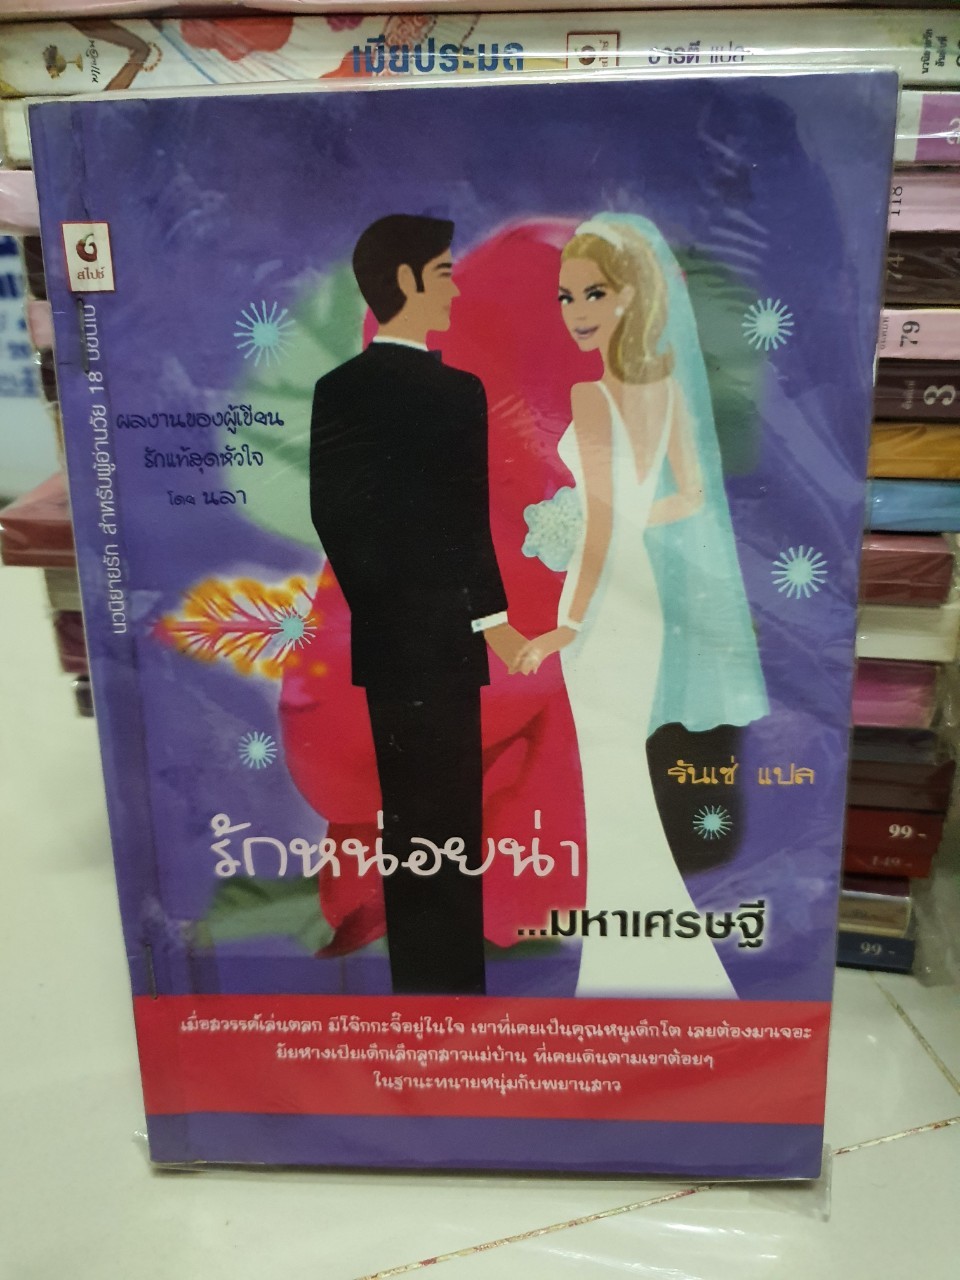 เมียประมูล
อารตี แปล
สไปซ์
นวนิยายรัก สำหรับผู้อ่านวัย 18 ปีขึ้นไป
ผลงานของผู้เขียน
รักแท้สุดหัวใจ
โดย นลา
รันเซ่ แปล
รักหน่อยน่า
...มหาเศรษฐี
เมื่อสวรรค์เล่นตลก มีโจ๊กกะจี๊อยู่ในใจ เขาที่เคยเป็นคุณหนูเด็กโต เลยต้องมาเจอะ
ยัยหางเปียเด็กเล็กลูกสาวแม่บ้าน ที่เคยเดินตามเขาต้อยๆ
ในฐานะทนายหนุ่มกับพยานสาว
118
74
79
3
99.-
149.-
99.-